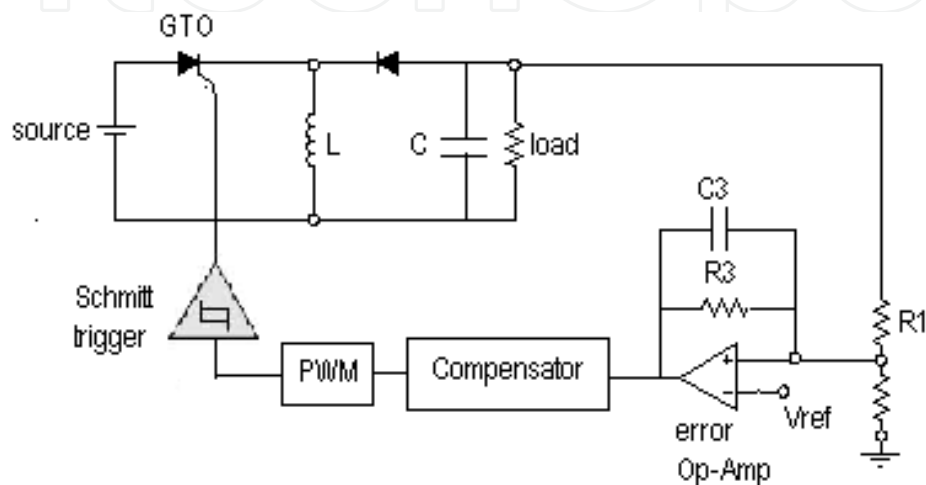 GTO
source
L
C
load
C3
R3
R1
Schmitt
trigger
PWM
Compensator
+
-
Vref
error
Op-Amp